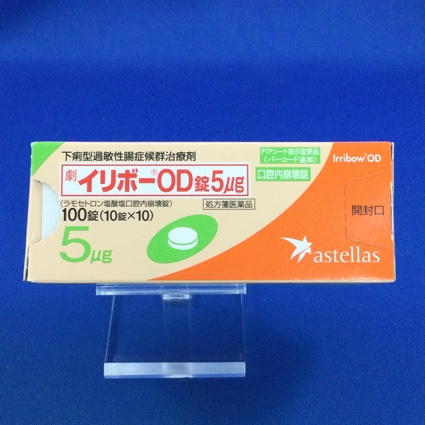 下痢型過敏性腸症候群治療剤
劇 イリボー®OD錠5μg
(ラモセトロン塩酸塩口腔内崩壊錠)
処方箋医薬品
100錠(10錠×10)
5μg
PTPシート表示変更品
(バーコード追加)
口腔内崩壊錠
Irribow®OD
開封口
astellas